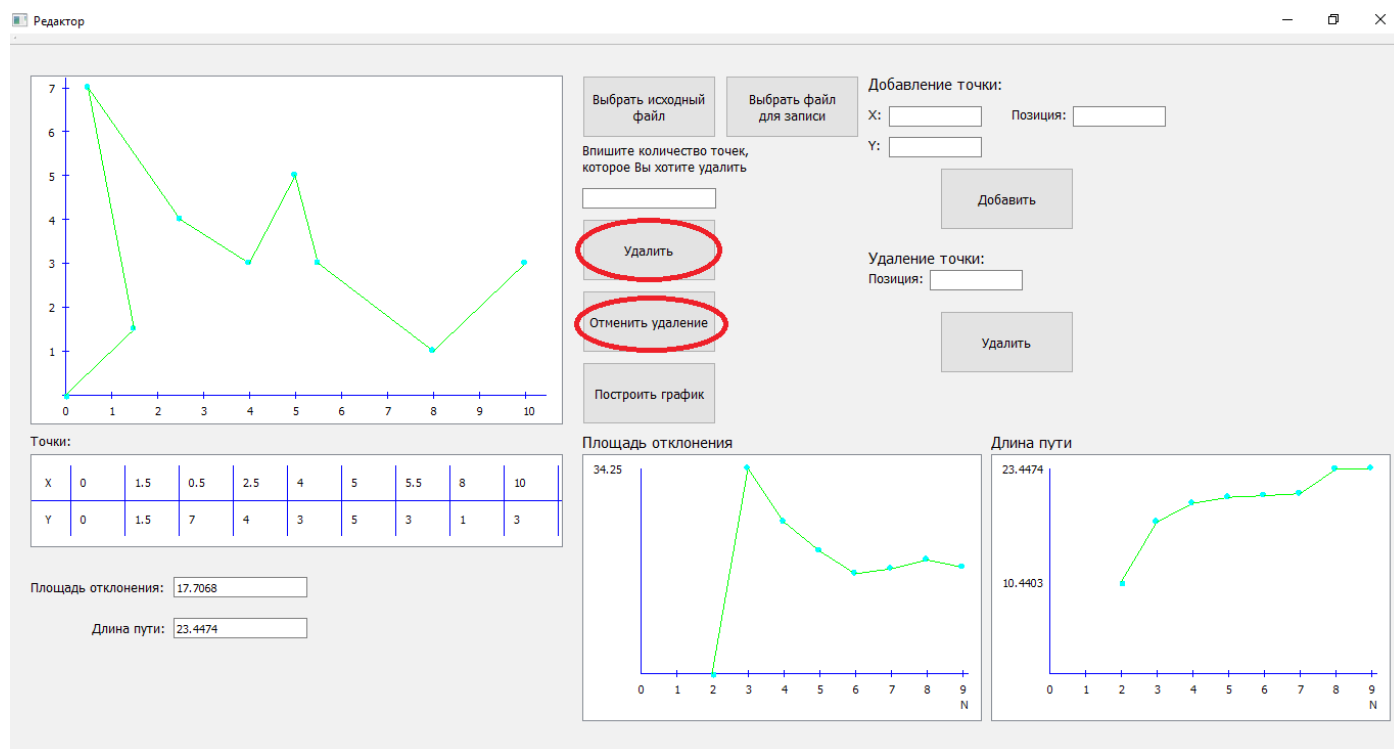 Редактор
7
6
5
4
3
2
1
0 1 2 3 4 5 6 7 8 9 10
Выбрать исходный
файл
Выбрать файл
для записи
Впишите количество точек,
которое Вы хотите удалить
Удалить
Отменить удаление
Построить график
Добавление точки:
X:
Позиция:
Y:
Добавить
Удаление точки:
Позиция:
Удалить
Точки:
X 0 1.5 0.5 2.5 4 5 5.5 8 10
Y 0 1.5 7 4 3 5 3 1 3
Площадь отклонения: 17.7068
Длина пути: 23.4474
Площадь отклонения
34.25
0 1 2 3 4 5 6 7 8 9
N
Длина пути
23.4474
10.4403
0 1 2 3 4 5 6 7 8 9
N